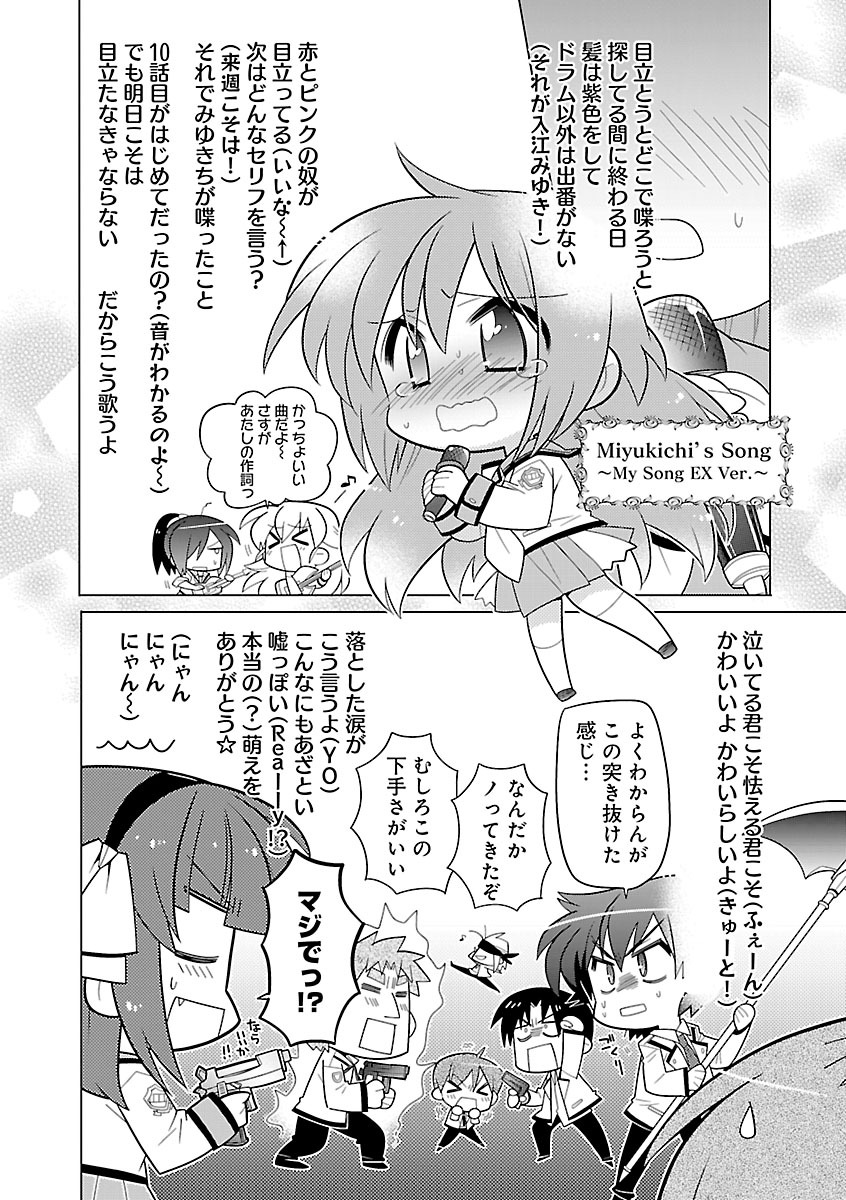 目立とうとどこで喋ろうと
探してる間に終わる日
髪は紫色をして
ドラム以外は出番がない
(それが入江みゆき!)
赤とピンクの奴が
目立ってる(いいな〜↑)
次はどんなセリフを言う?
(来週こそは!)
それでみゆきちが喋ったこと
10話目がはじめてだったの?(音がわかるのよ〜)
でも明日こそは
目立たなきゃならない だからこう歌うよ
Miyukichi's Song
〜My Song EX Ver.〜
かっちょいい
曲だよ〜
さすが
あたしの作詞っ
♪
泣いてる君こそ怯える君こそ(ふぇーん)
かわいいよ かわいらしいよ(きゅーと!)
よくわからんが
この突き抜けた
感じ…
なんだか
ノってきたぞ
むしろこの
下手さがいい
落とした涙が
こう言うよ(YO)
こんなにもあざとい
嘘っぽい(Really!?)
本当の(?)萌えを
ありがとう☆
(にゃん
にゃん
にゃん〜)
マジでっ!?
♪
ごくり
なら
いいか
!!